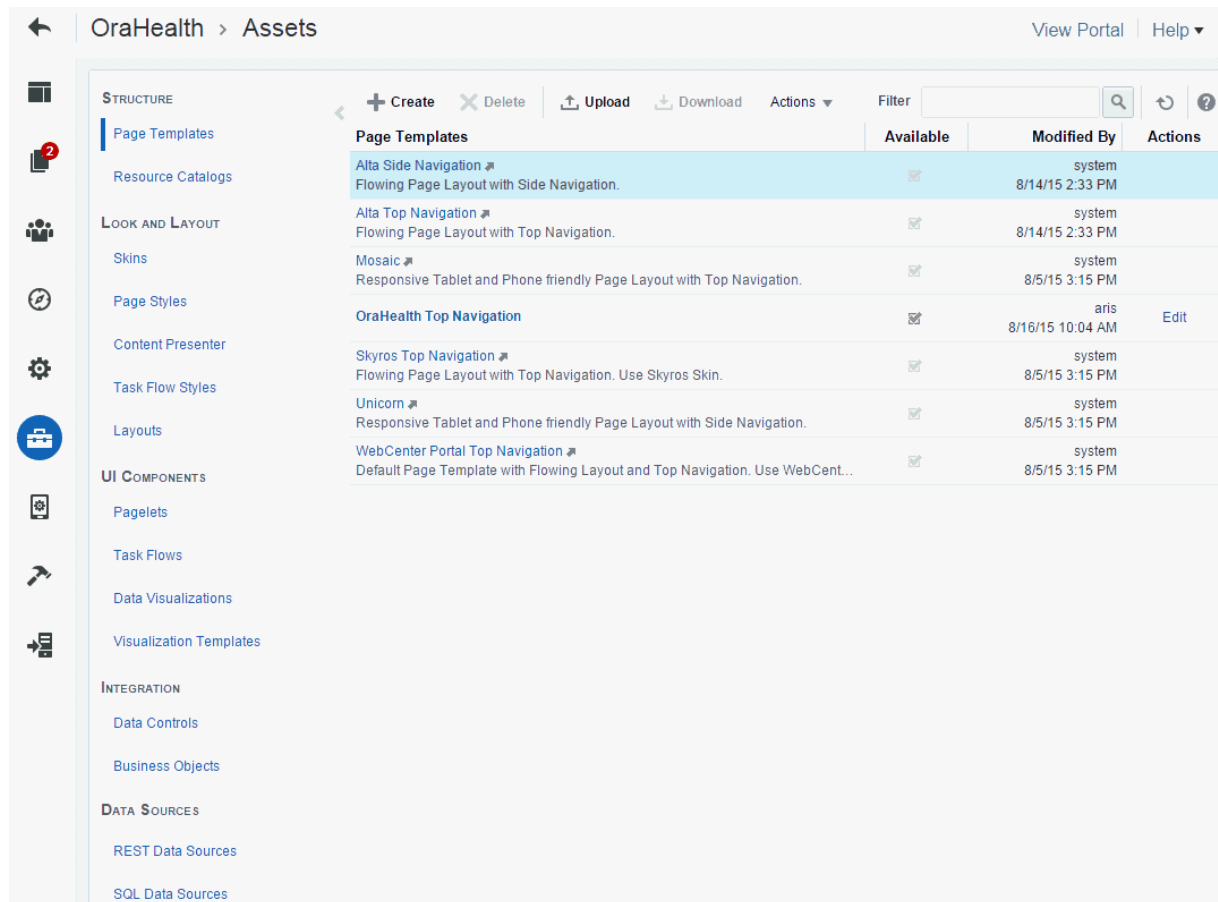 OraHealth > Assets
View Portal
Help
2
STRUCTURE
Page Templates
Resource Catalogs
LOOK AND LAYOUT
Skins
Page Styles
Content Presenter
Task Flow Styles
Layouts
UI COMPONENTS
Pagelets
Task Flows
Data Visualizations
Visualization Templates
INTEGRATION
Data Controls
Business Objects
DATA SOURCES
REST Data Sources
SQL Data Sources
Create Delete Upload Download Actions Filter ?
Page Templates Available Modified By Actions
Alta Side Navigation system
Flowing Page Layout with Side Navigation. 8/14/15 2:33 PM
Alta Top Navigation system
Flowing Page Layout with Top Navigation. 8/14/15 2:33 PM
Mosaic system
Responsive Tablet and Phone friendly Page Layout with Top Navigation. 8/5/15 3:15 PM
OraHealth Top Navigation aris Edit
8/16/15 10:04 AM
Skyros Top Navigation system
Flowing Page Layout with Top Navigation. Use Skyros Skin. 8/5/15 3:15 PM
Unicorn system
Responsive Tablet and Phone friendly Page Layout with Side Navigation. 8/5/15 3:15 PM
WebCenter Portal Top Navigation system
Default Page Template with Flowing Layout and Top Navigation. Use WebCent... 8/5/15 3:15 PM